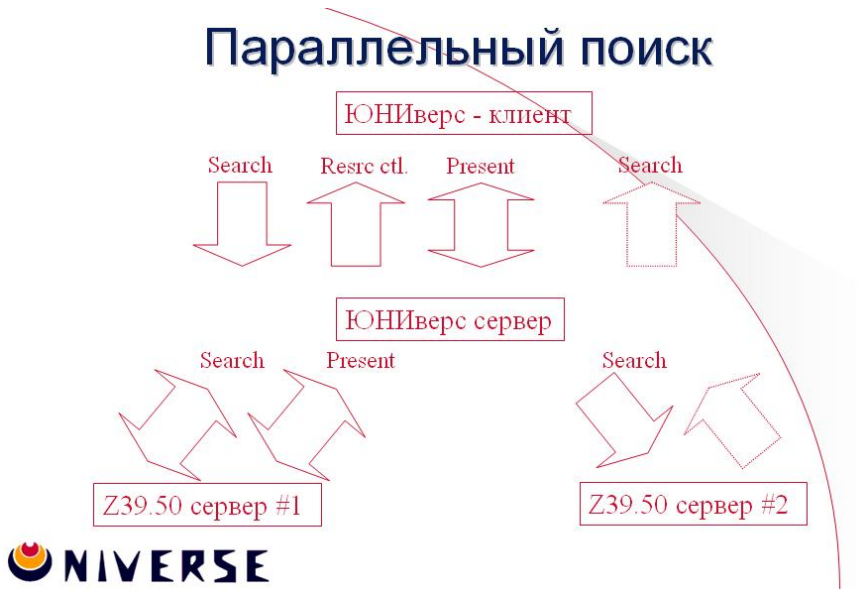 Параллельный поиск
ЮНИверс - клиент
Search Resrc ctl. Present Search
ЮНИверс сервер
Search Present Search
Z39.50 сервер #1 Z39.50 сервер #2
UNIVERSE